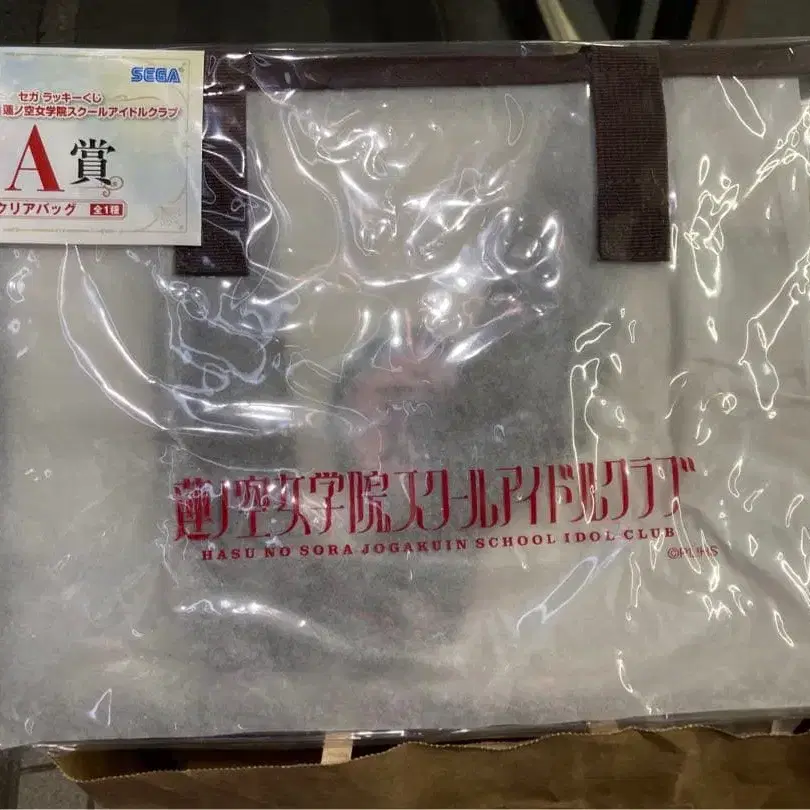 SEGA
セガ ラッキーくじ
蓮ノ空女学院スクールアイドルクラブ
A賞
クリアバッグ 全1種
蓮ノ空女学院スクールアイドルクラブ
HASU NO SORA JOGAKUIN SCHOOL IDOL CLUB